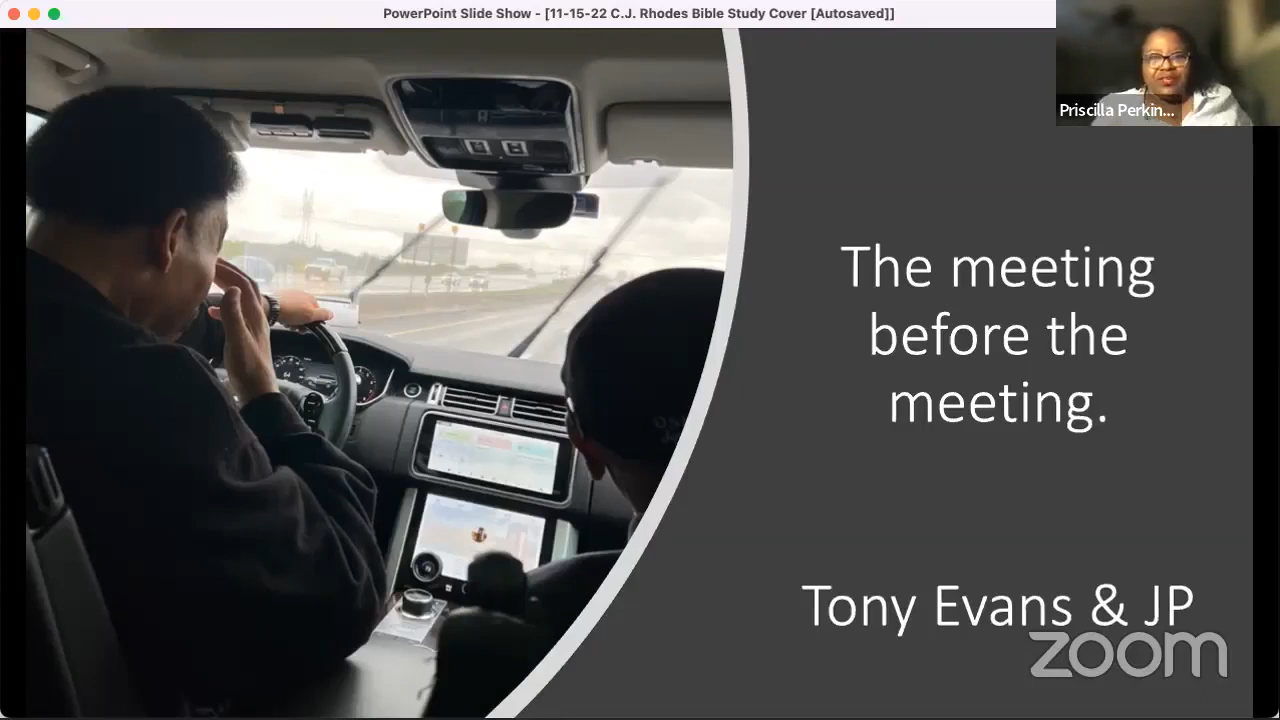 PowerPoint Slide Show - [11-15-22 C.J. Rhodes Bible Study Cover [Autosaved]]
Priscilla Perkin...
The meeting
before the
meeting.
Tony Evans & JP
zoom